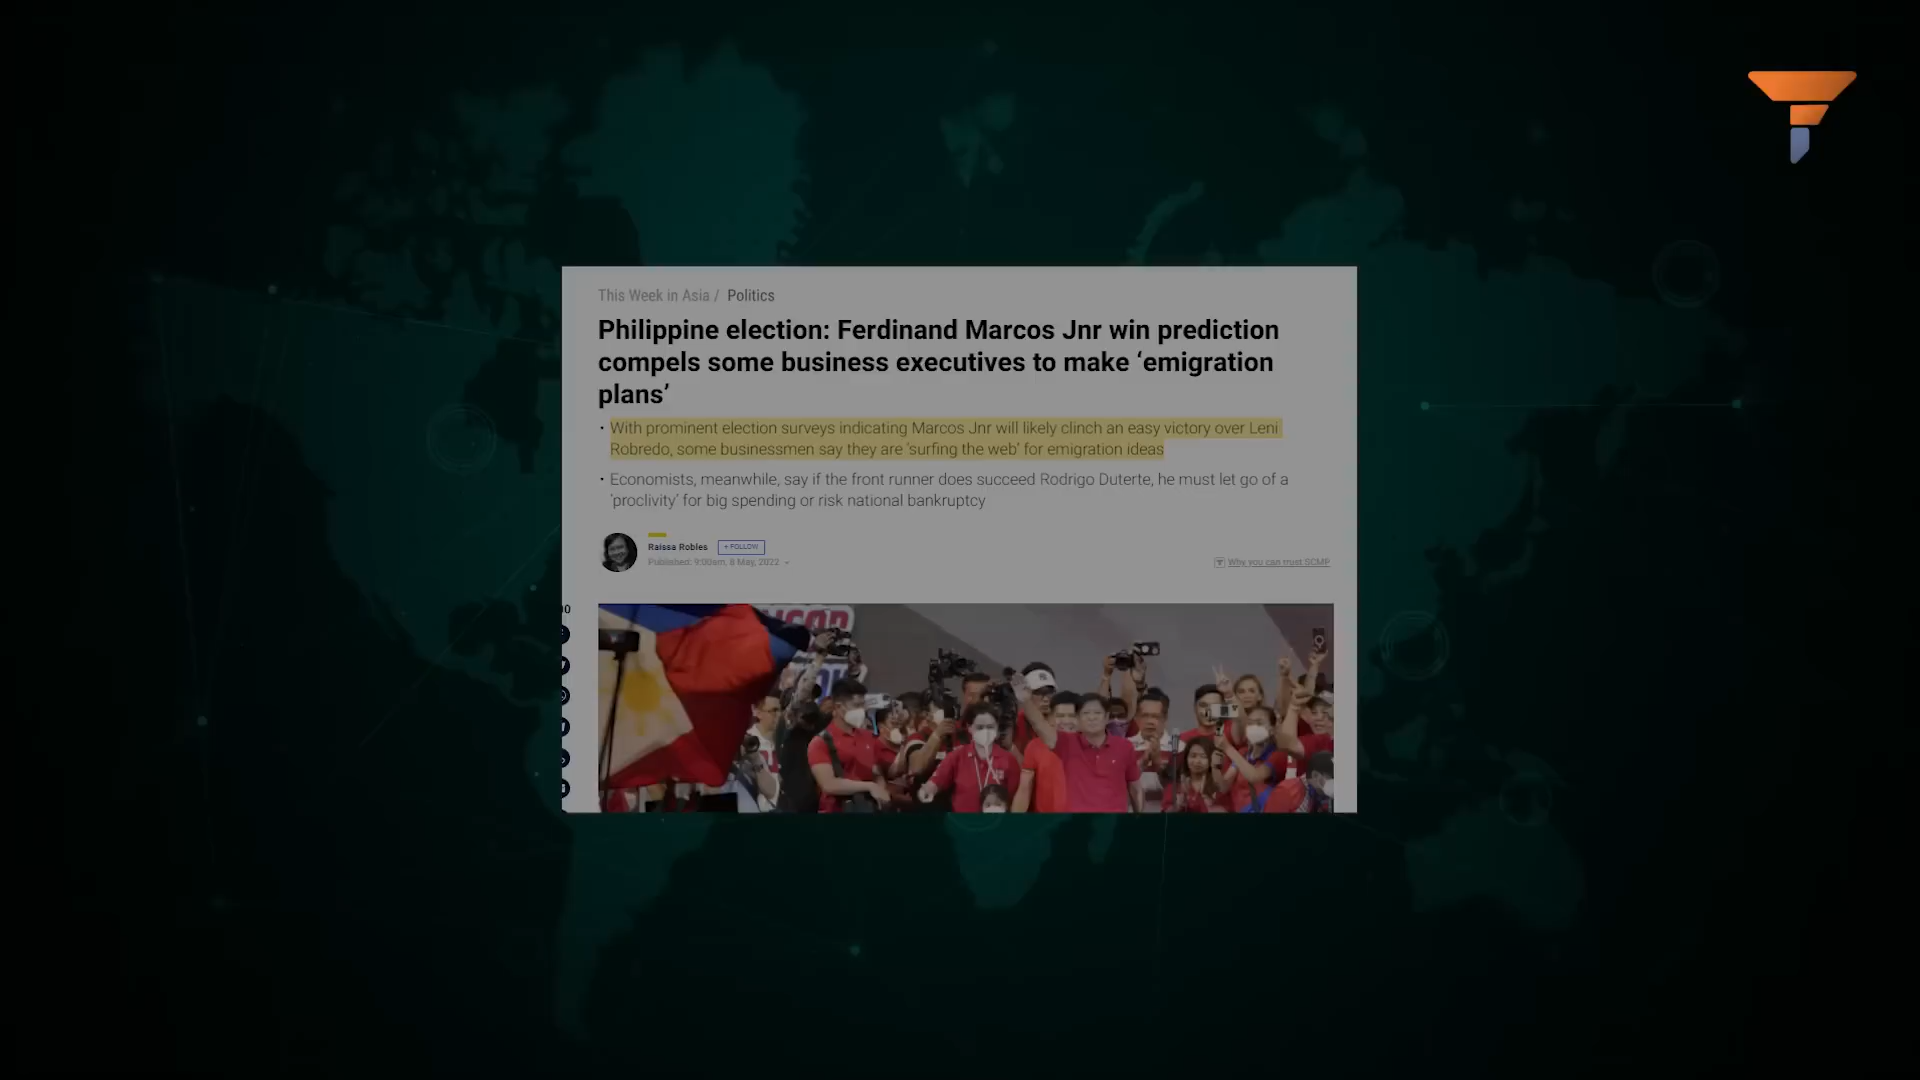 This Week in Asia / Politics
Philippine election: Ferdinand Marcos Jnr win prediction
compels some business executives to make ‘emigration
plans’
• With prominent election surveys indicating Marcos Jnr will likely clinch an easy victory over Leni
Robredo, some businessmen say they are 'surfing the web' for emigration ideas
• Economists, meanwhile, say if the front runner does succeed Rodrigo Duterte, he must let go of a
'proclivity' for big spending or risk national bankruptcy
Raissa Robles + FOLLOW
Published: 9:00am, 8 May, 2022
Why you can trust SCMP